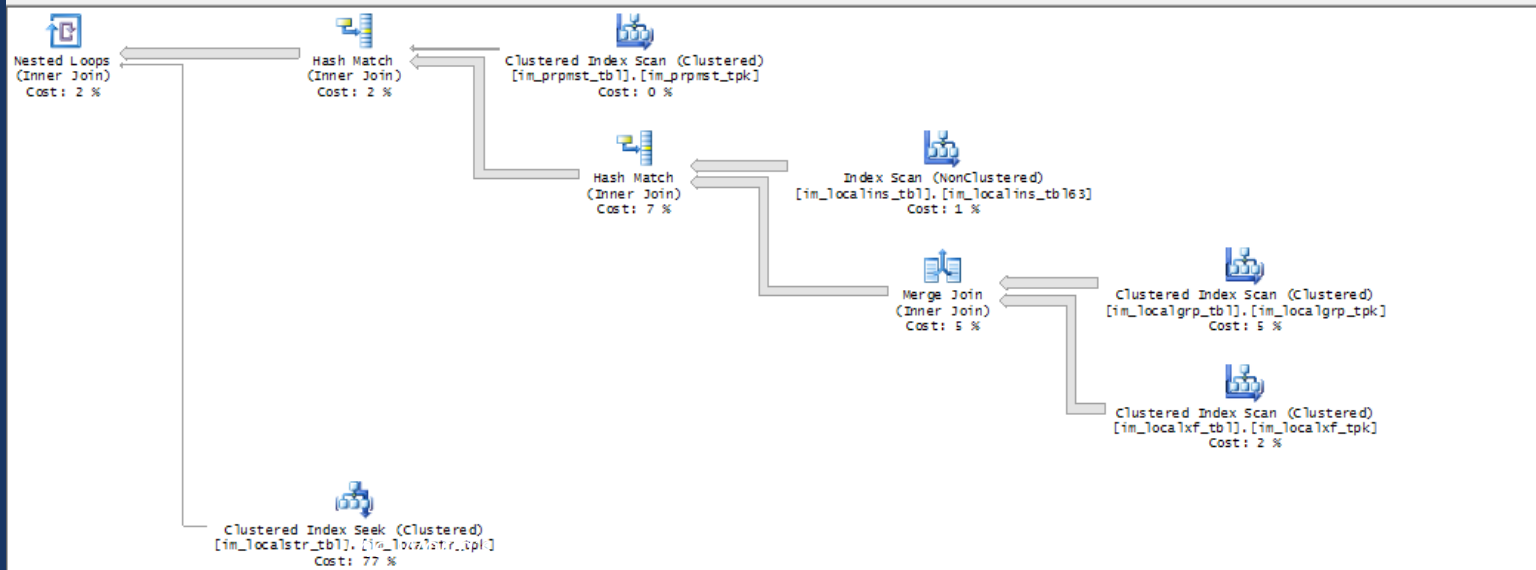 Nested Loops
(Inner Join)
Cost: 2 %
Hash Match
(Inner Join)
Cost: 2 %
Clustered Index Scan (Clustered)
[im_prpmst_tbl].[im_prpmst_tpk]
Cost: 0 %
Hash Match
(Inner Join)
Cost: 7 %
Index Scan (NonClustered)
[im_localins_tbl].[im_localins_tbl63]
Cost: 1 %
Merge Join
(Inner Join)
Cost: 5 %
Clustered Index Scan (Clustered)
[im_localgrp_tbl].[im_localgrp_tpk]
Cost: 5 %
Clustered Index Scan (Clustered)
[im_localxf_tbl].[im_localxf_tpk]
Cost: 2 %
Clustered Index Seek (Clustered)
[im_localstr_tbl].[im_localstr_tpk]
Cost: 77 %